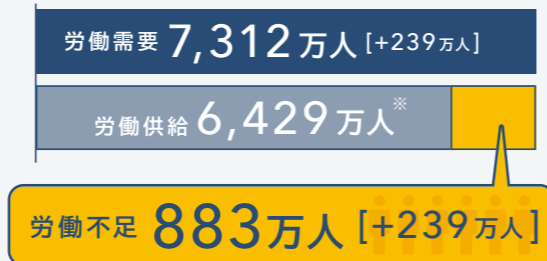 労働需要 7,312万人 [+239万人]
労働供給 6,429万人※
労働不足 883万人 [+239万人]